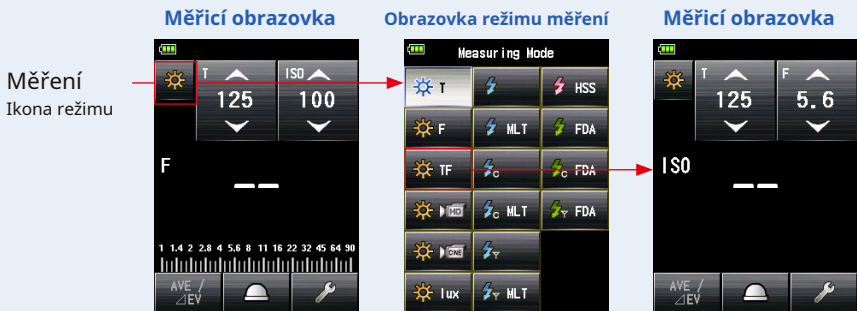 Měřicí obrazovka
Obrazovka režimu měření
Měřicí obrazovka
Měření
Ikona režimu
T
125
ISO
100
F
1 1.4 2 2.8 4 5.6 8 11 16 22 32 45 64 90
AVE /
⊿EV
Measuring Mode
T
HSS
F
MLT
FDA
TF
C
C FDA
HD
C MLT
Y FDA
CINE
Y
lux
Y MLT
T
125
F
5.6
ISO
AVE /
⊿EV